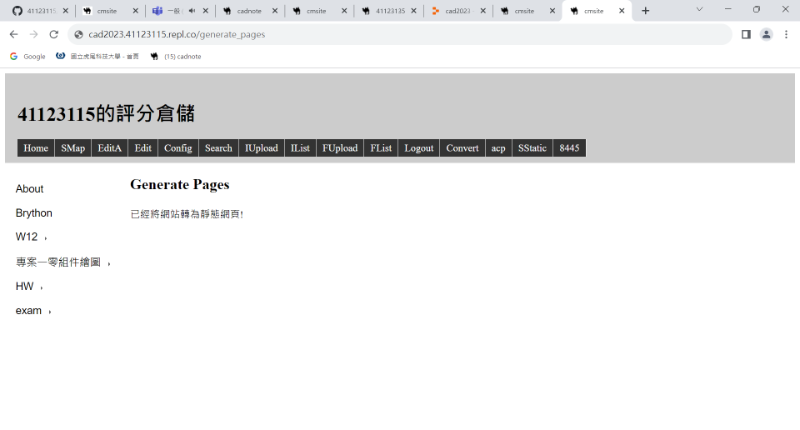 41123115 cmsite 一般 ( cadnote cmsite 41123135 cad2023 cmsite cmsite
cad2023.41123115.repl.co/generate_pages
Google 國立虎尾科技大學 - 首頁 (15) cadnote
41123115的評分倉儲
Home SMap EditA Edit Config Search IUpload IList FUpload FList Logout Convert acp SStatic 8445
About
Brython
W12
專案一零組件繪圖
HW
exam
Generate Pages
已經將網站轉為靜態網頁!